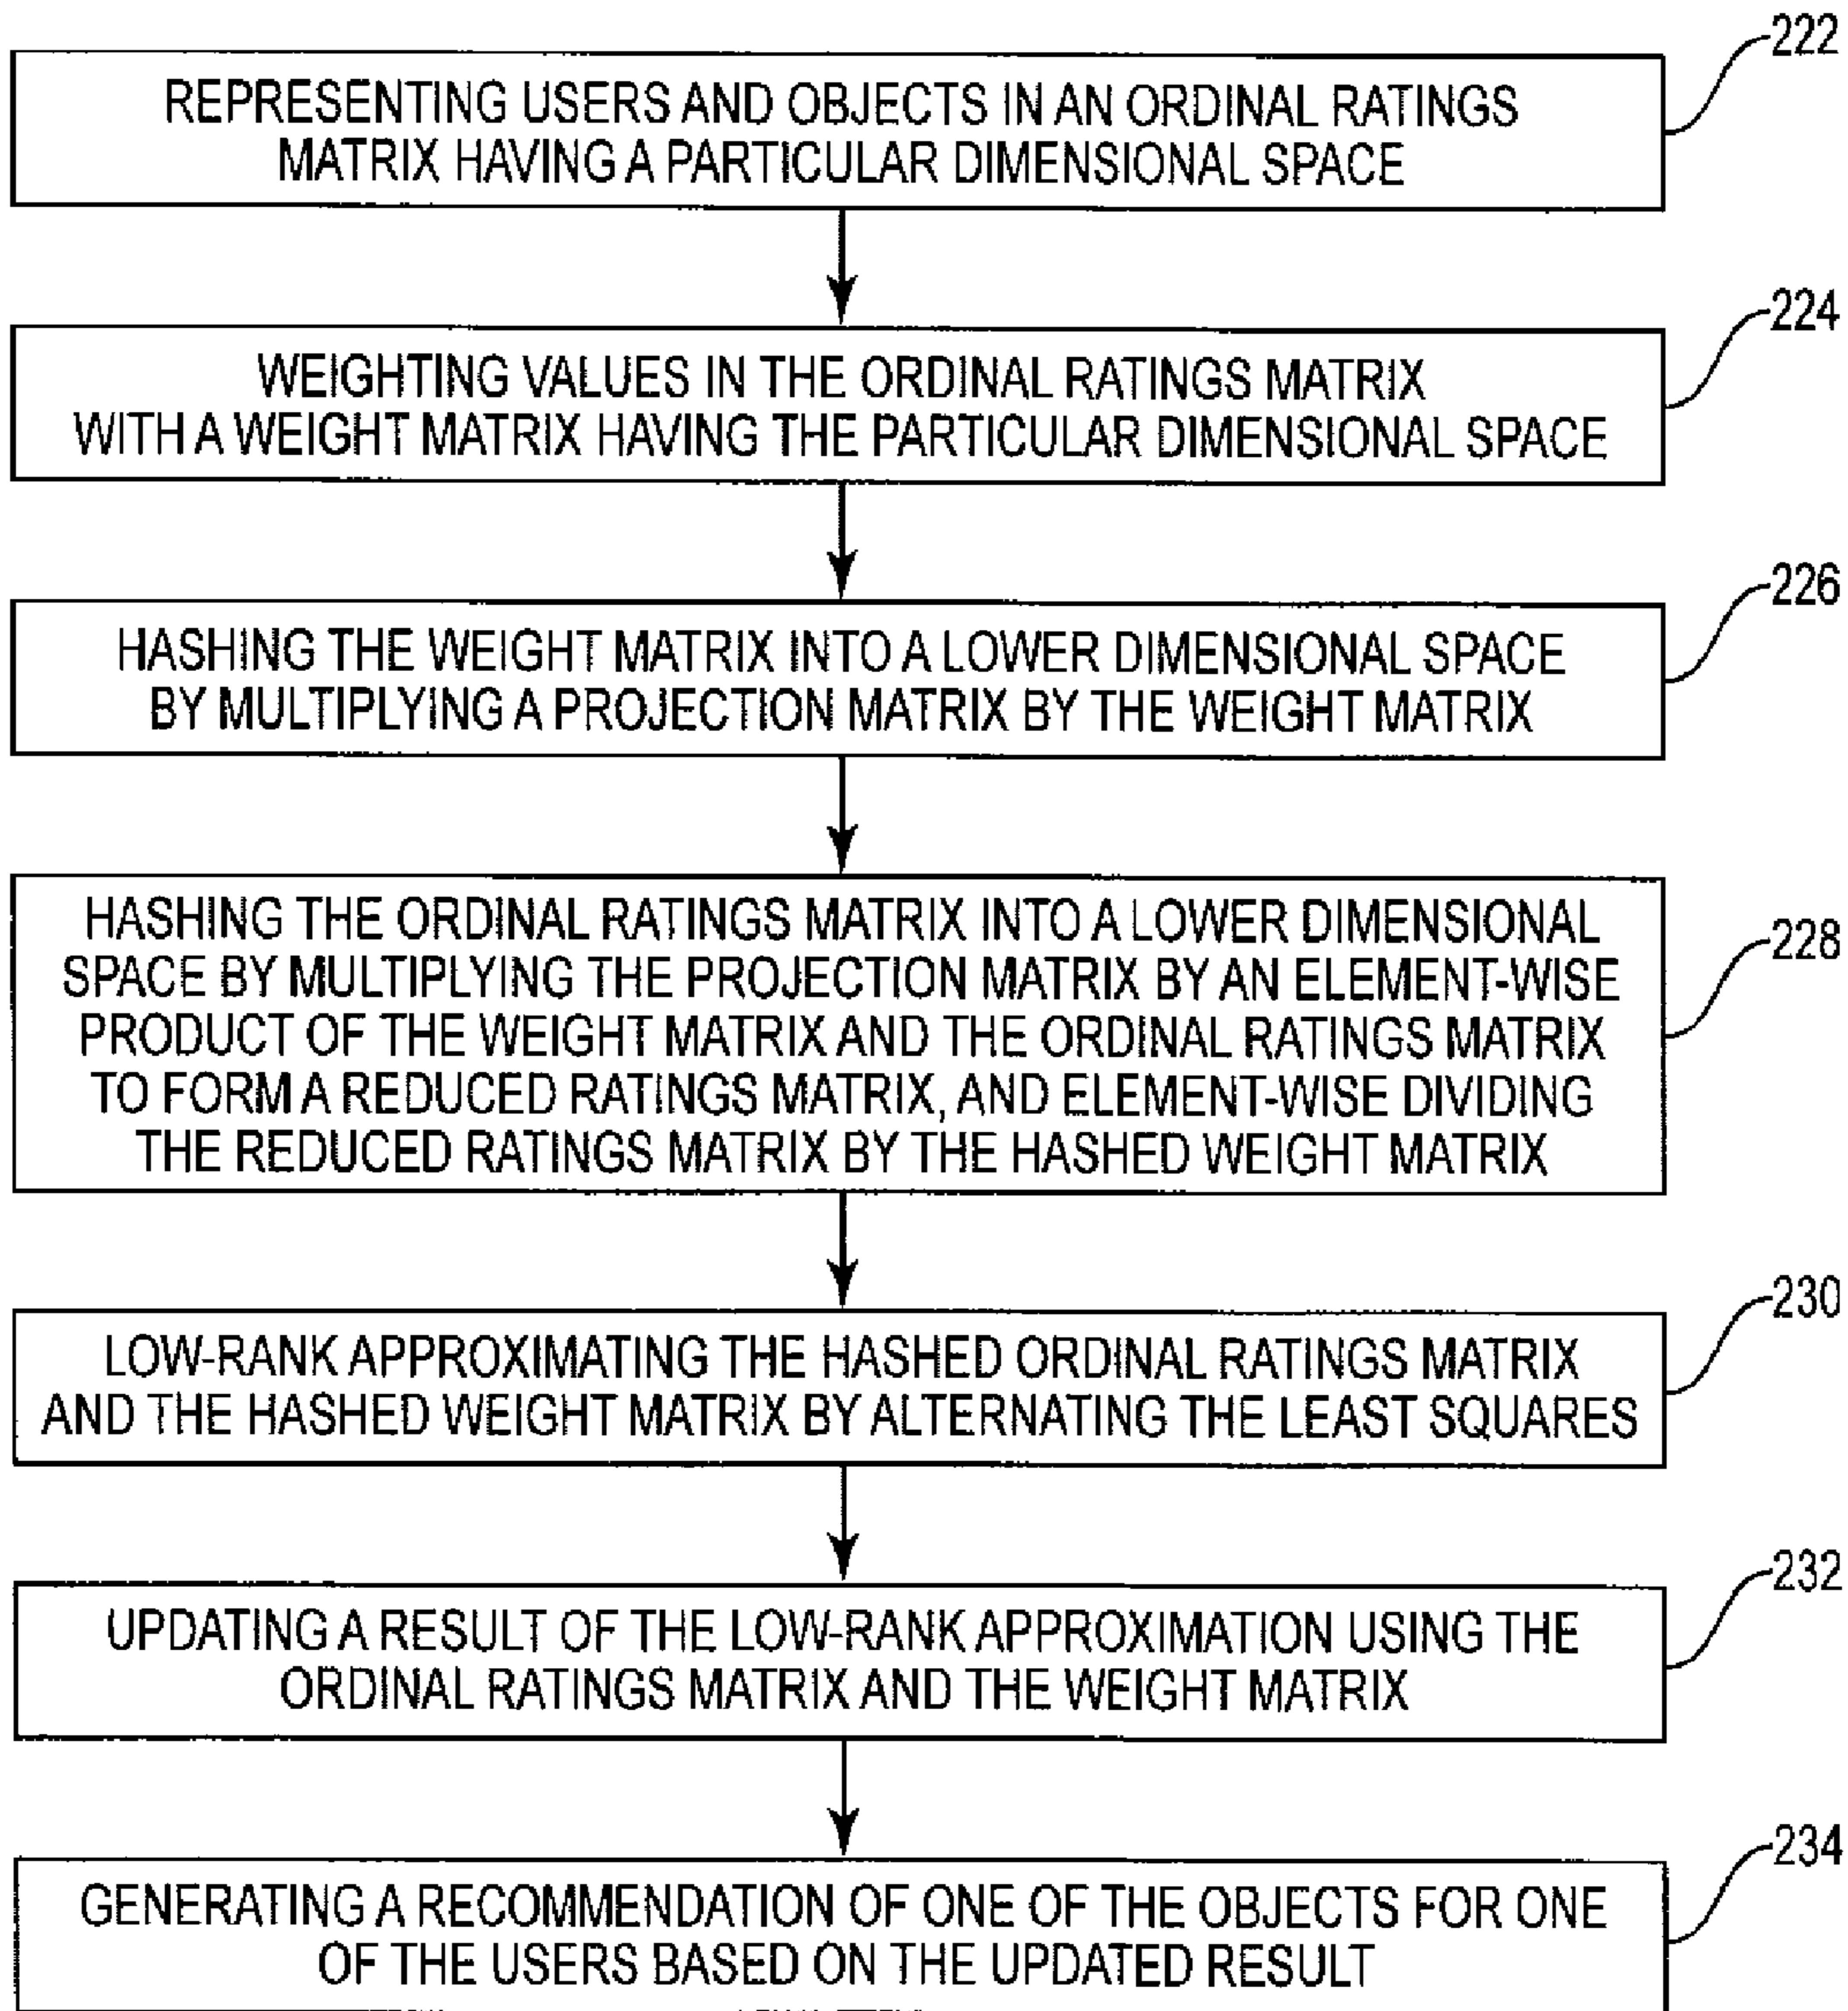 222
REPRESENTING USERS AND OBJECTS IN AN ORDINAL RATINGS
MATRIX HAVING A PARTICULAR DIMENSIONAL SPACE
224
WEIGHTING VALUES IN THE ORDINAL RATINGS MATRIX
WITH A WEIGHT MATRIX HAVING THE PARTICULAR DIMENSIONAL SPACE
226
HASHING THE WEIGHT MATRIX INTO A LOWER DIMENSIONAL SPACE
BY MULTIPLYING A PROJECTION MATRIX BY THE WEIGHT MATRIX
228
HASHING THE ORDINAL RATINGS MATRIX INTO A LOWER DIMENSIONAL
SPACE BY MULTIPLYING THE PROJECTION MATRIX BY AN ELEMENT-WISE
PRODUCT OF THE WEIGHT MATRIX AND THE ORDINAL RATINGS MATRIX
TO FORM A REDUCED RATINGS MATRIX, AND ELEMENT-WISE DIVIDING
THE REDUCED RATINGS MATRIX BY THE HASHED WEIGHT MATRIX
230
LOW-RANK APPROXIMATING THE HASHED ORDINAL RATINGS MATRIX
AND THE HASHED WEIGHT MATRIX BY ALTERNATING THE LEAST SQUARES
232
UPDATING A RESULT OF THE LOW-RANK APPROXIMATION USING THE
ORDINAL RATINGS MATRIX AND THE WEIGHT MATRIX
234
GENERATING A RECOMMENDATION OF ONE OF THE OBJECTS FOR ONE
OF THE USERS BASED ON THE UPDATED RESULT